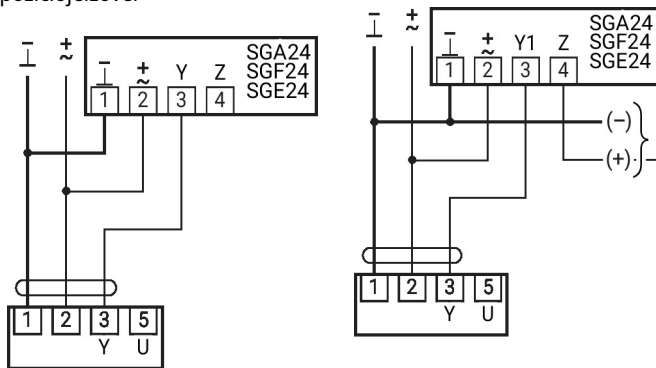 – + SGA24
⊥ ~ – + Y Z SGF24
⊥ ~ SGE24
1 2 3 4
1 2 3 5
Y U
– + SGA24
⊥ ~ – + Y1 Z SGF24
⊥ ~ SGE24
1 2 3 4
(–)
(+)
1 2 3 5
Y U